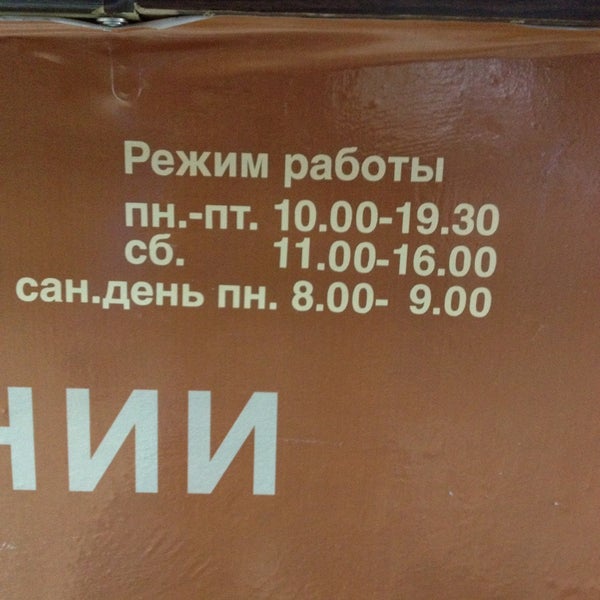 Режим работы
пн.-пт. 10.00-19.30
сб. 11.00-16.00
сан.день пн. 8.00- 9.00
нии